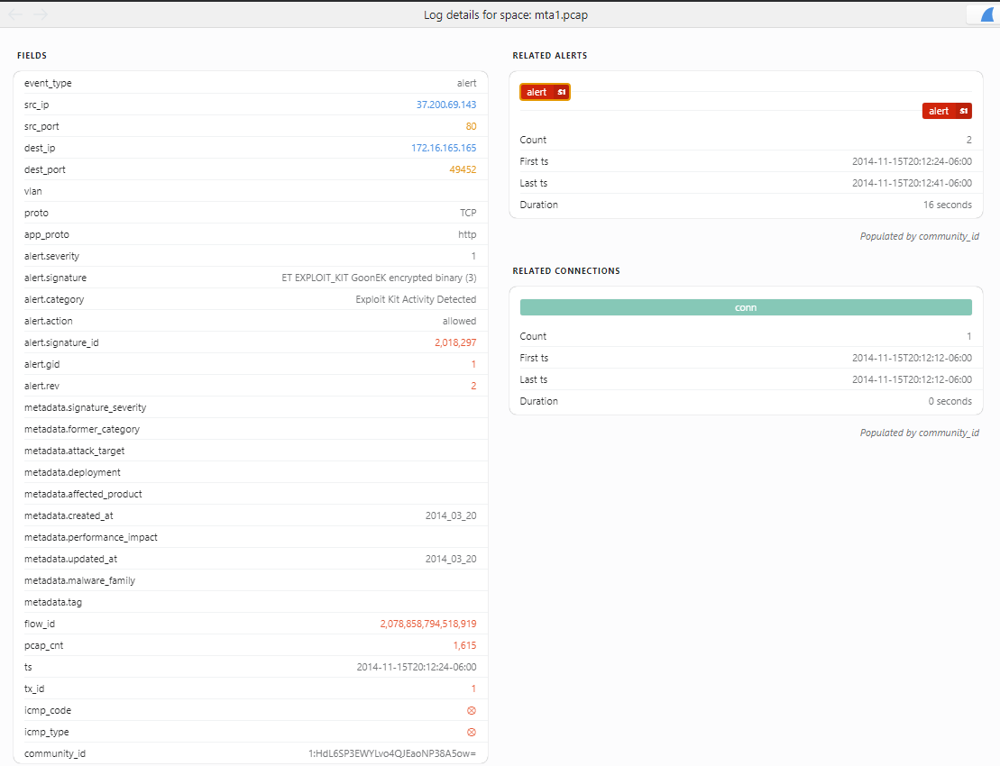 Log details for space: mta1.pcap
FIELDS
event_type alert
src_ip 37.200.69.143
src_port 80
dest_ip 172.16.165.165
dest_port 49452
vlan
proto TCP
app_proto http
alert.severity 1
alert.signature ET EXPLOIT_KIT GoonEK encrypted binary (3)
alert.category Exploit Kit Activity Detected
alert.action allowed
alert.signature_id 2,018,297
alert.gid 1
alert.rev 2
metadata.signature_severity
metadata.former_category
metadata.attack_target
metadata.deployment
metadata.affected_product
metadata.created_at 2014_03_20
metadata.performance_impact
metadata.updated_at 2014_03_20
metadata.malware_family
metadata.tag
flow_id 2,078,858,794,518,919
pcap_cnt 1,615
ts 2014-11-15T20:12:24-06:00
tx_id 1
icmp_code
icmp_type
community_id 1:HdL6SP3EWYLvo4QJEaoNP38A5ow=
RELATED ALERTS
alert S1
alert S1
Count 2
First ts 2014-11-15T20:12:24-06:00
Last ts 2014-11-15T20:12:41-06:00
Duration 16 seconds
Populated by community_id
RELATED CONNECTIONS
conn
Count 1
First ts 2014-11-15T20:12:12-06:00
Last ts 2014-11-15T20:12:12-06:00
Duration 0 seconds
Populated by community_id